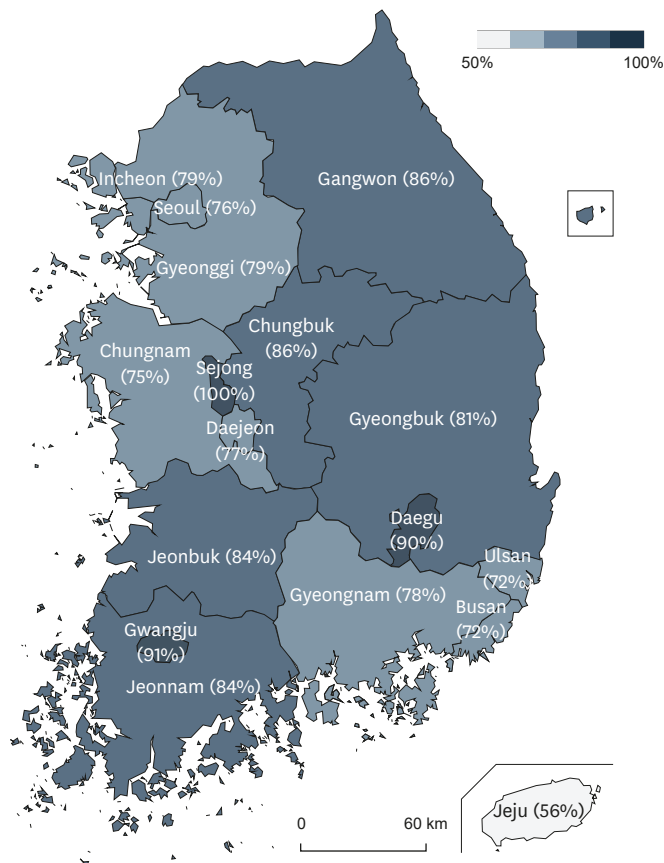 50%
100%
Incheon (79%)
Gangwon (86%)
Seoul (76%)
Gyeonggi (79%)
Chungbuk
(86%)
Chungnam
(75%)
Sejong
(100%)
Gyeongbuk (81%)
Daejeon
(77%)
Daegu
(90%)
Jeonbuk (84%)
Ulsan
(72%)
Gyeongnam (78%)
Busan
(72%)
Gwangju
(91%)
Jeonnam (84%)
Jeju (56%)
0
60 km